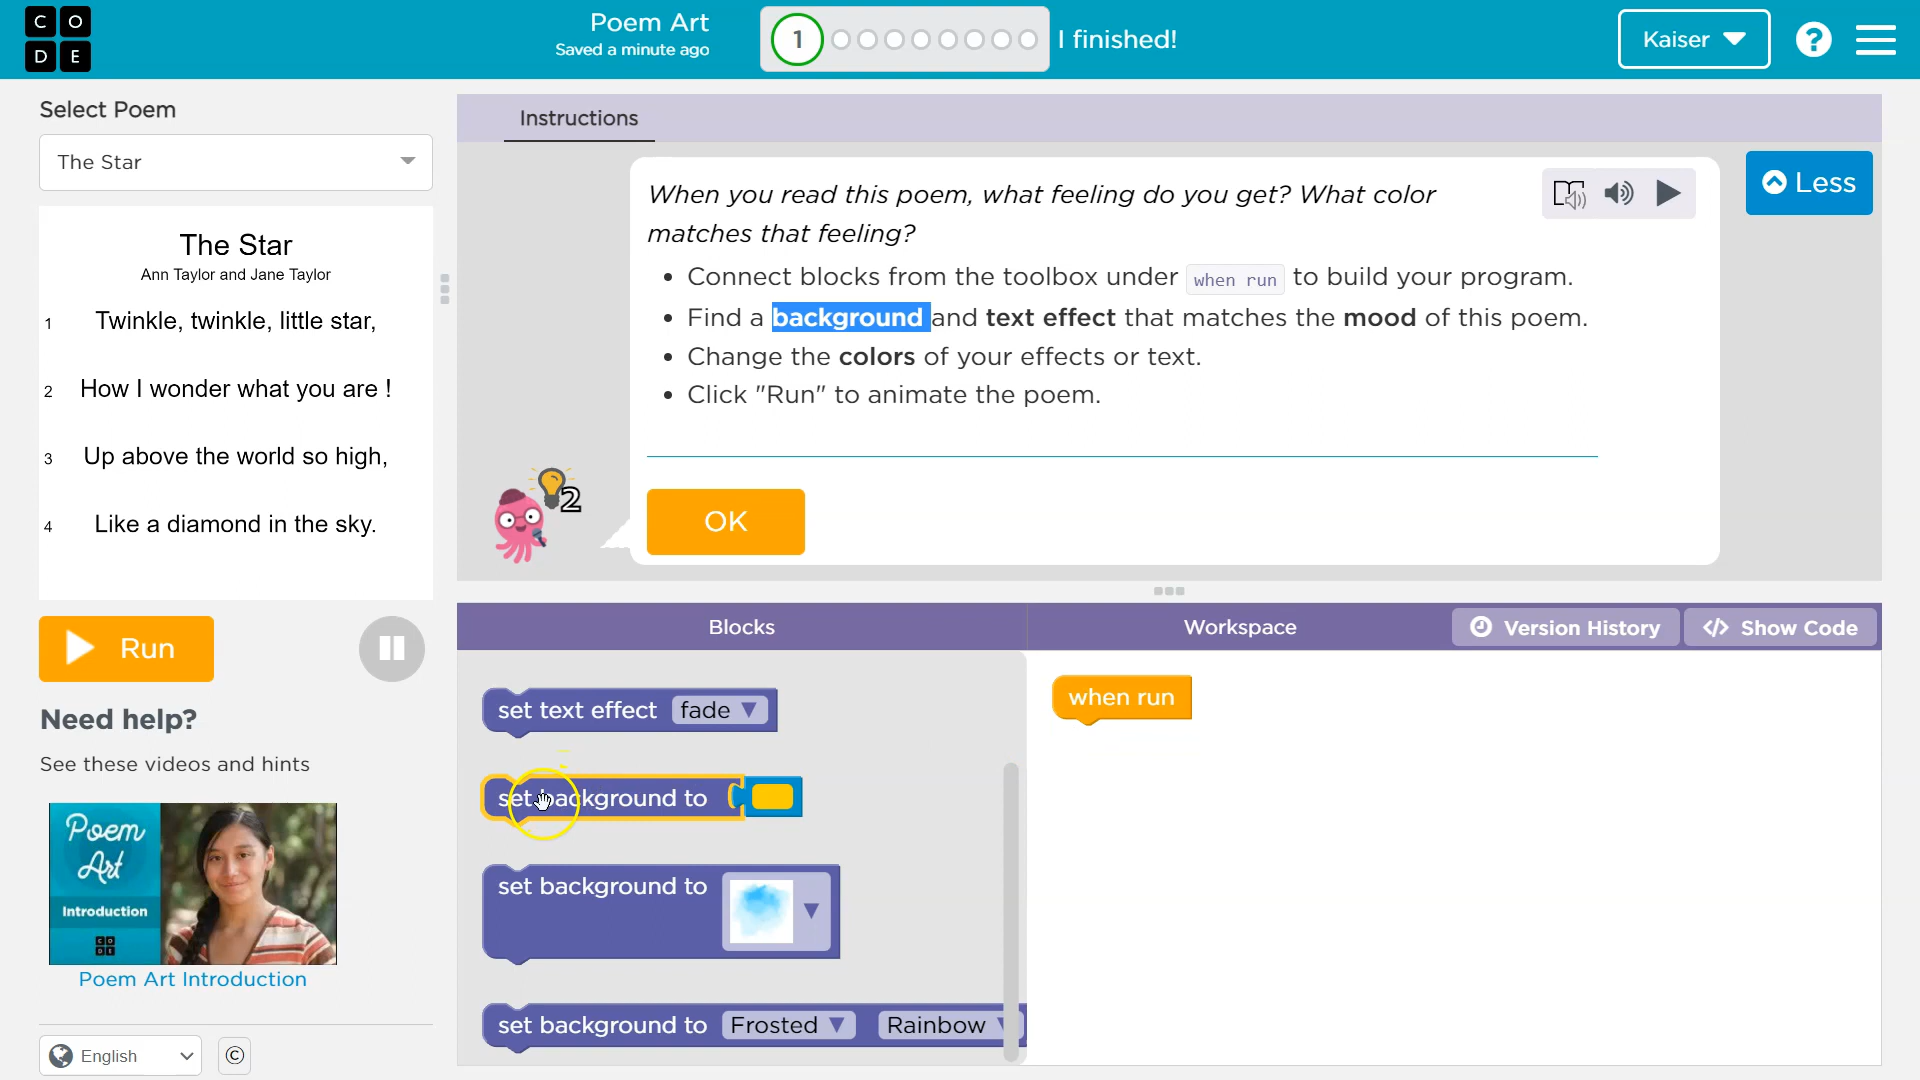 CODE
Poem Art
Saved a minute ago
1
I finished!
Kaiser
?
Select Poem
The Star
The Star
Ann Taylor and Jane Taylor
1 Twinkle, twinkle, little star,
2 How I wonder what you are !
3 Up above the world so high,
4 Like a diamond in the sky.
Run
Need help?
See these videos and hints
Poem
Art
Introduction
CODE
Poem Art Introduction
English
©
Instructions
When you read this poem, what feeling do you get? What color
matches that feeling?
Connect blocks from the toolbox under when run to build your program.
Find a background and text effect that matches the mood of this poem.
Change the colors of your effects or text.
Click "Run" to animate the poem.
2
OK
Less
Blocks
Workspace
Version History
Show Code
set text effect fade
set background to
set background to
set background to Frosted Rainbow
when run